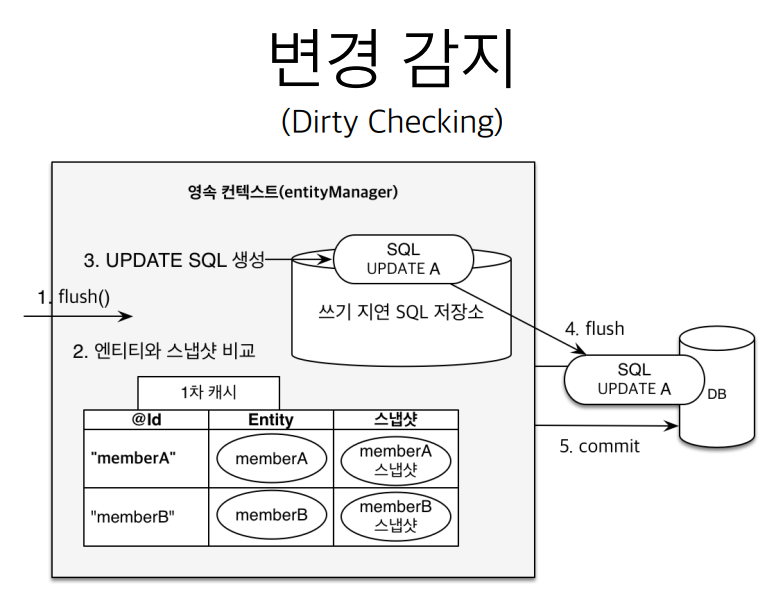 변경 감지
(Dirty Checking)
영속 컨텍스트(entityManager)
3. UPDATE SQL 생성
SQL
UPDATE A
1. flush()
쓰기 지연 SQL 저장소
2. 엔티티와 스냅샷 비교
4. flush
SQL
UPDATE A
DB
5. commit
1차 캐시
@Id
Entity
스냅샷
"memberA"
memberA
memberA
스냅샷
"memberB"
memberB
memberB
스냅샷